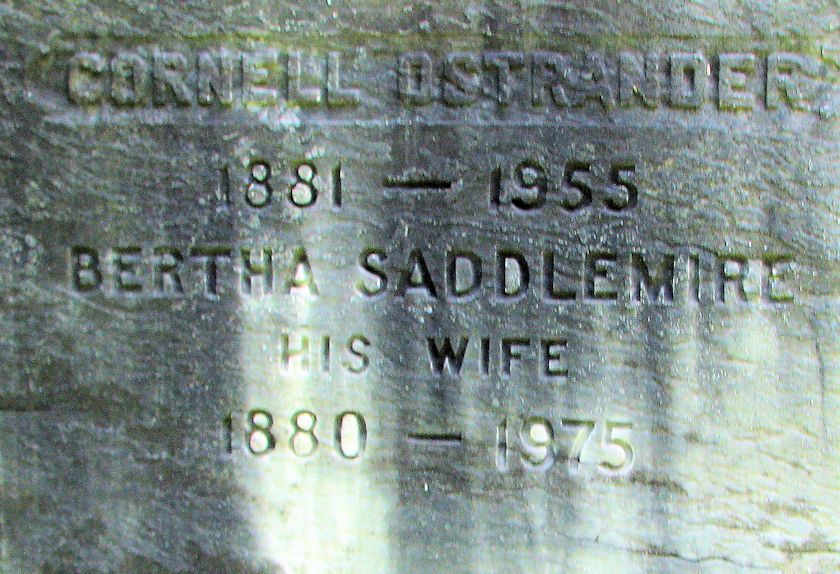 CORNELL OSTRANDER
1881 — 1955
BERTHA SADDLEMIRE
HIS WIFE
1880 — 1975